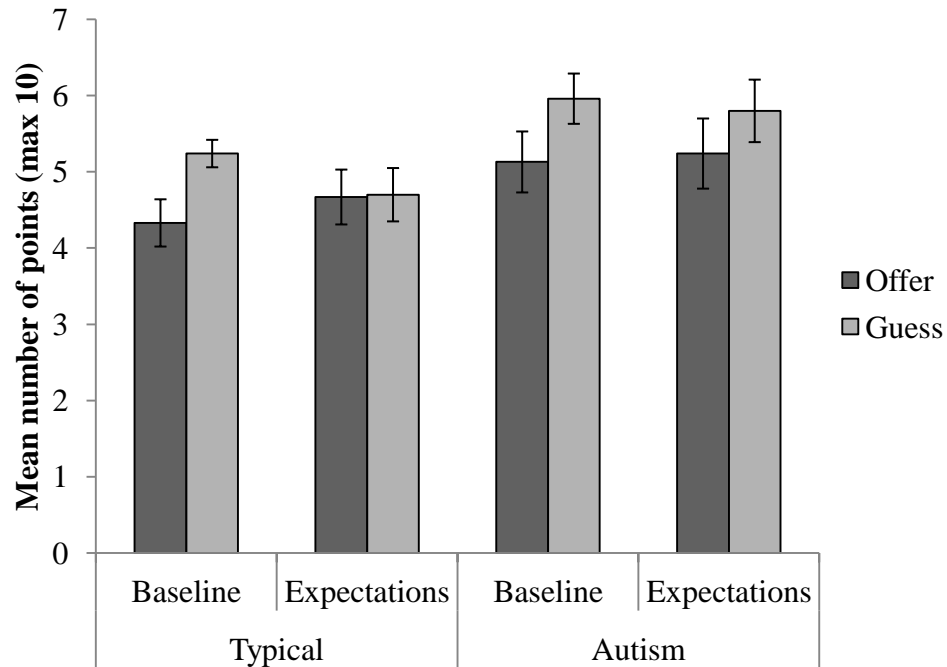 Mean number of points (max 10)
7
6
5
4
3
2
1
0
Baseline Expectations Baseline Expectations
Typical Autism
Offer
Guess